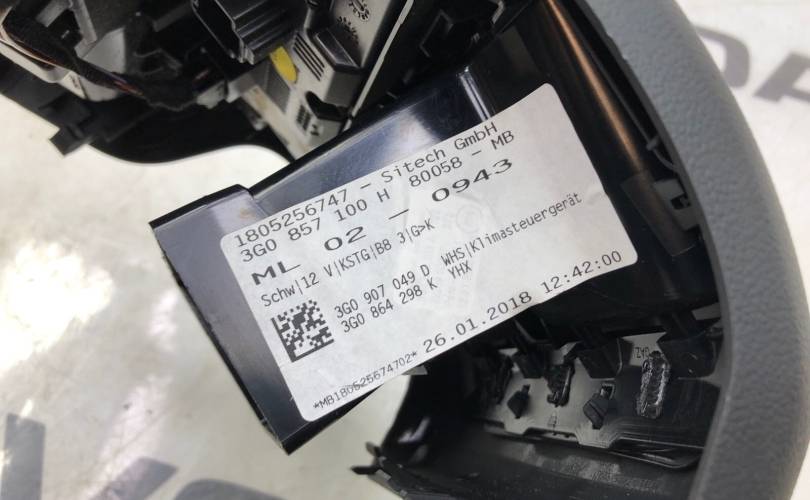 1805256747 - Sitech GmbH
3G0 857 100 H 80058 - MB
ML 02 - 0943
Schw|12 V|KSTG|B8 3|G>K
3G0 907 049 D WHS|Klimasteuergerät
3G0 864 298 K YHX
26.01.2018 12:42:00
*MB180525674702*